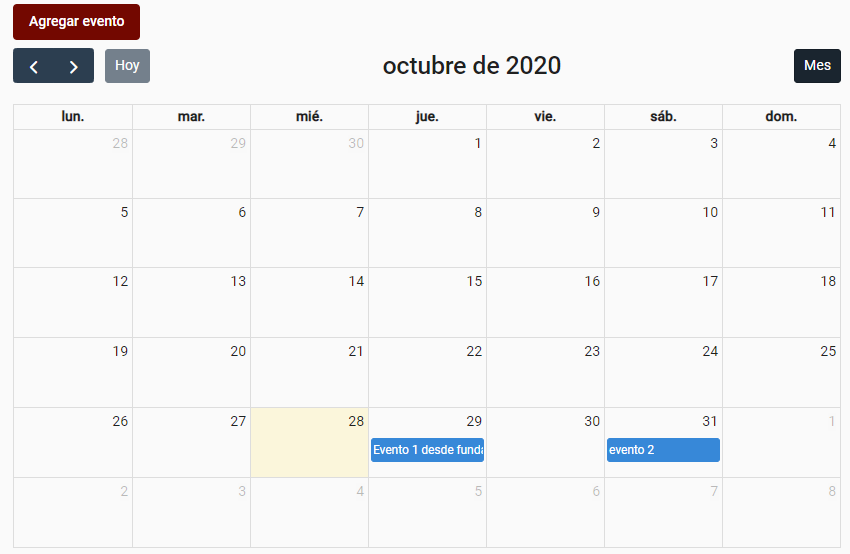 Agregar evento
Hoy octubre de 2020 Mes
lun. mar. mié. jue. vie. sáb. dom.
28 29 30 1 2 3 4
5 6 7 8 9 10 11
12 13 14 15 16 17 18
19 20 21 22 23 24 25
26 27 28 29 30 31 1
Evento 1 desde funda evento 2
2 3 4 5 6 7 8